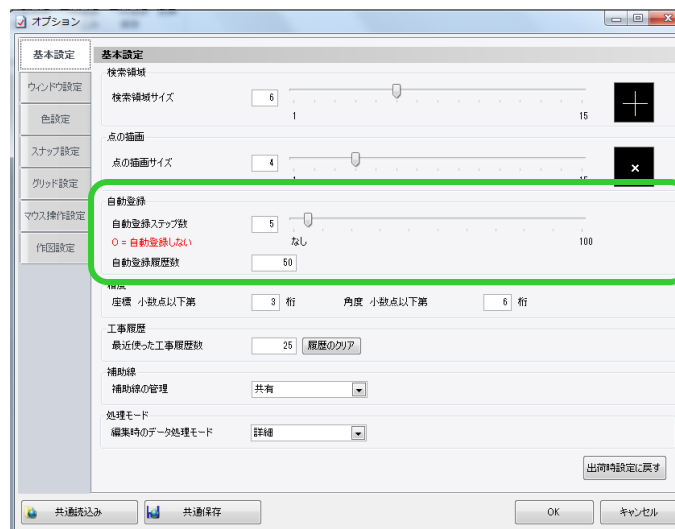 オプション
基本設定
ウィンドウ設定
色設定
スナップ設定
グリッド設定
マウス操作設定
作図設定
基本設定
検索領域
検索領域サイズ 6
1 15
点の描画
点の描画サイズ 4
自動登録
自動登録ステップ数 5
0 = 自動登録しない なし 100
自動登録履歴数 50
座標 小数点以下第 3 桁 角度 小数点以下第 6 桁
工事履歴
最近使った工事履歴数 25 履歴のクリア
補助線
補助線の管理 共有
処理モード
編集時のデータ処理モード 詳細
出荷時設定に戻す
共通読込み 共通保存 OK キャンセル